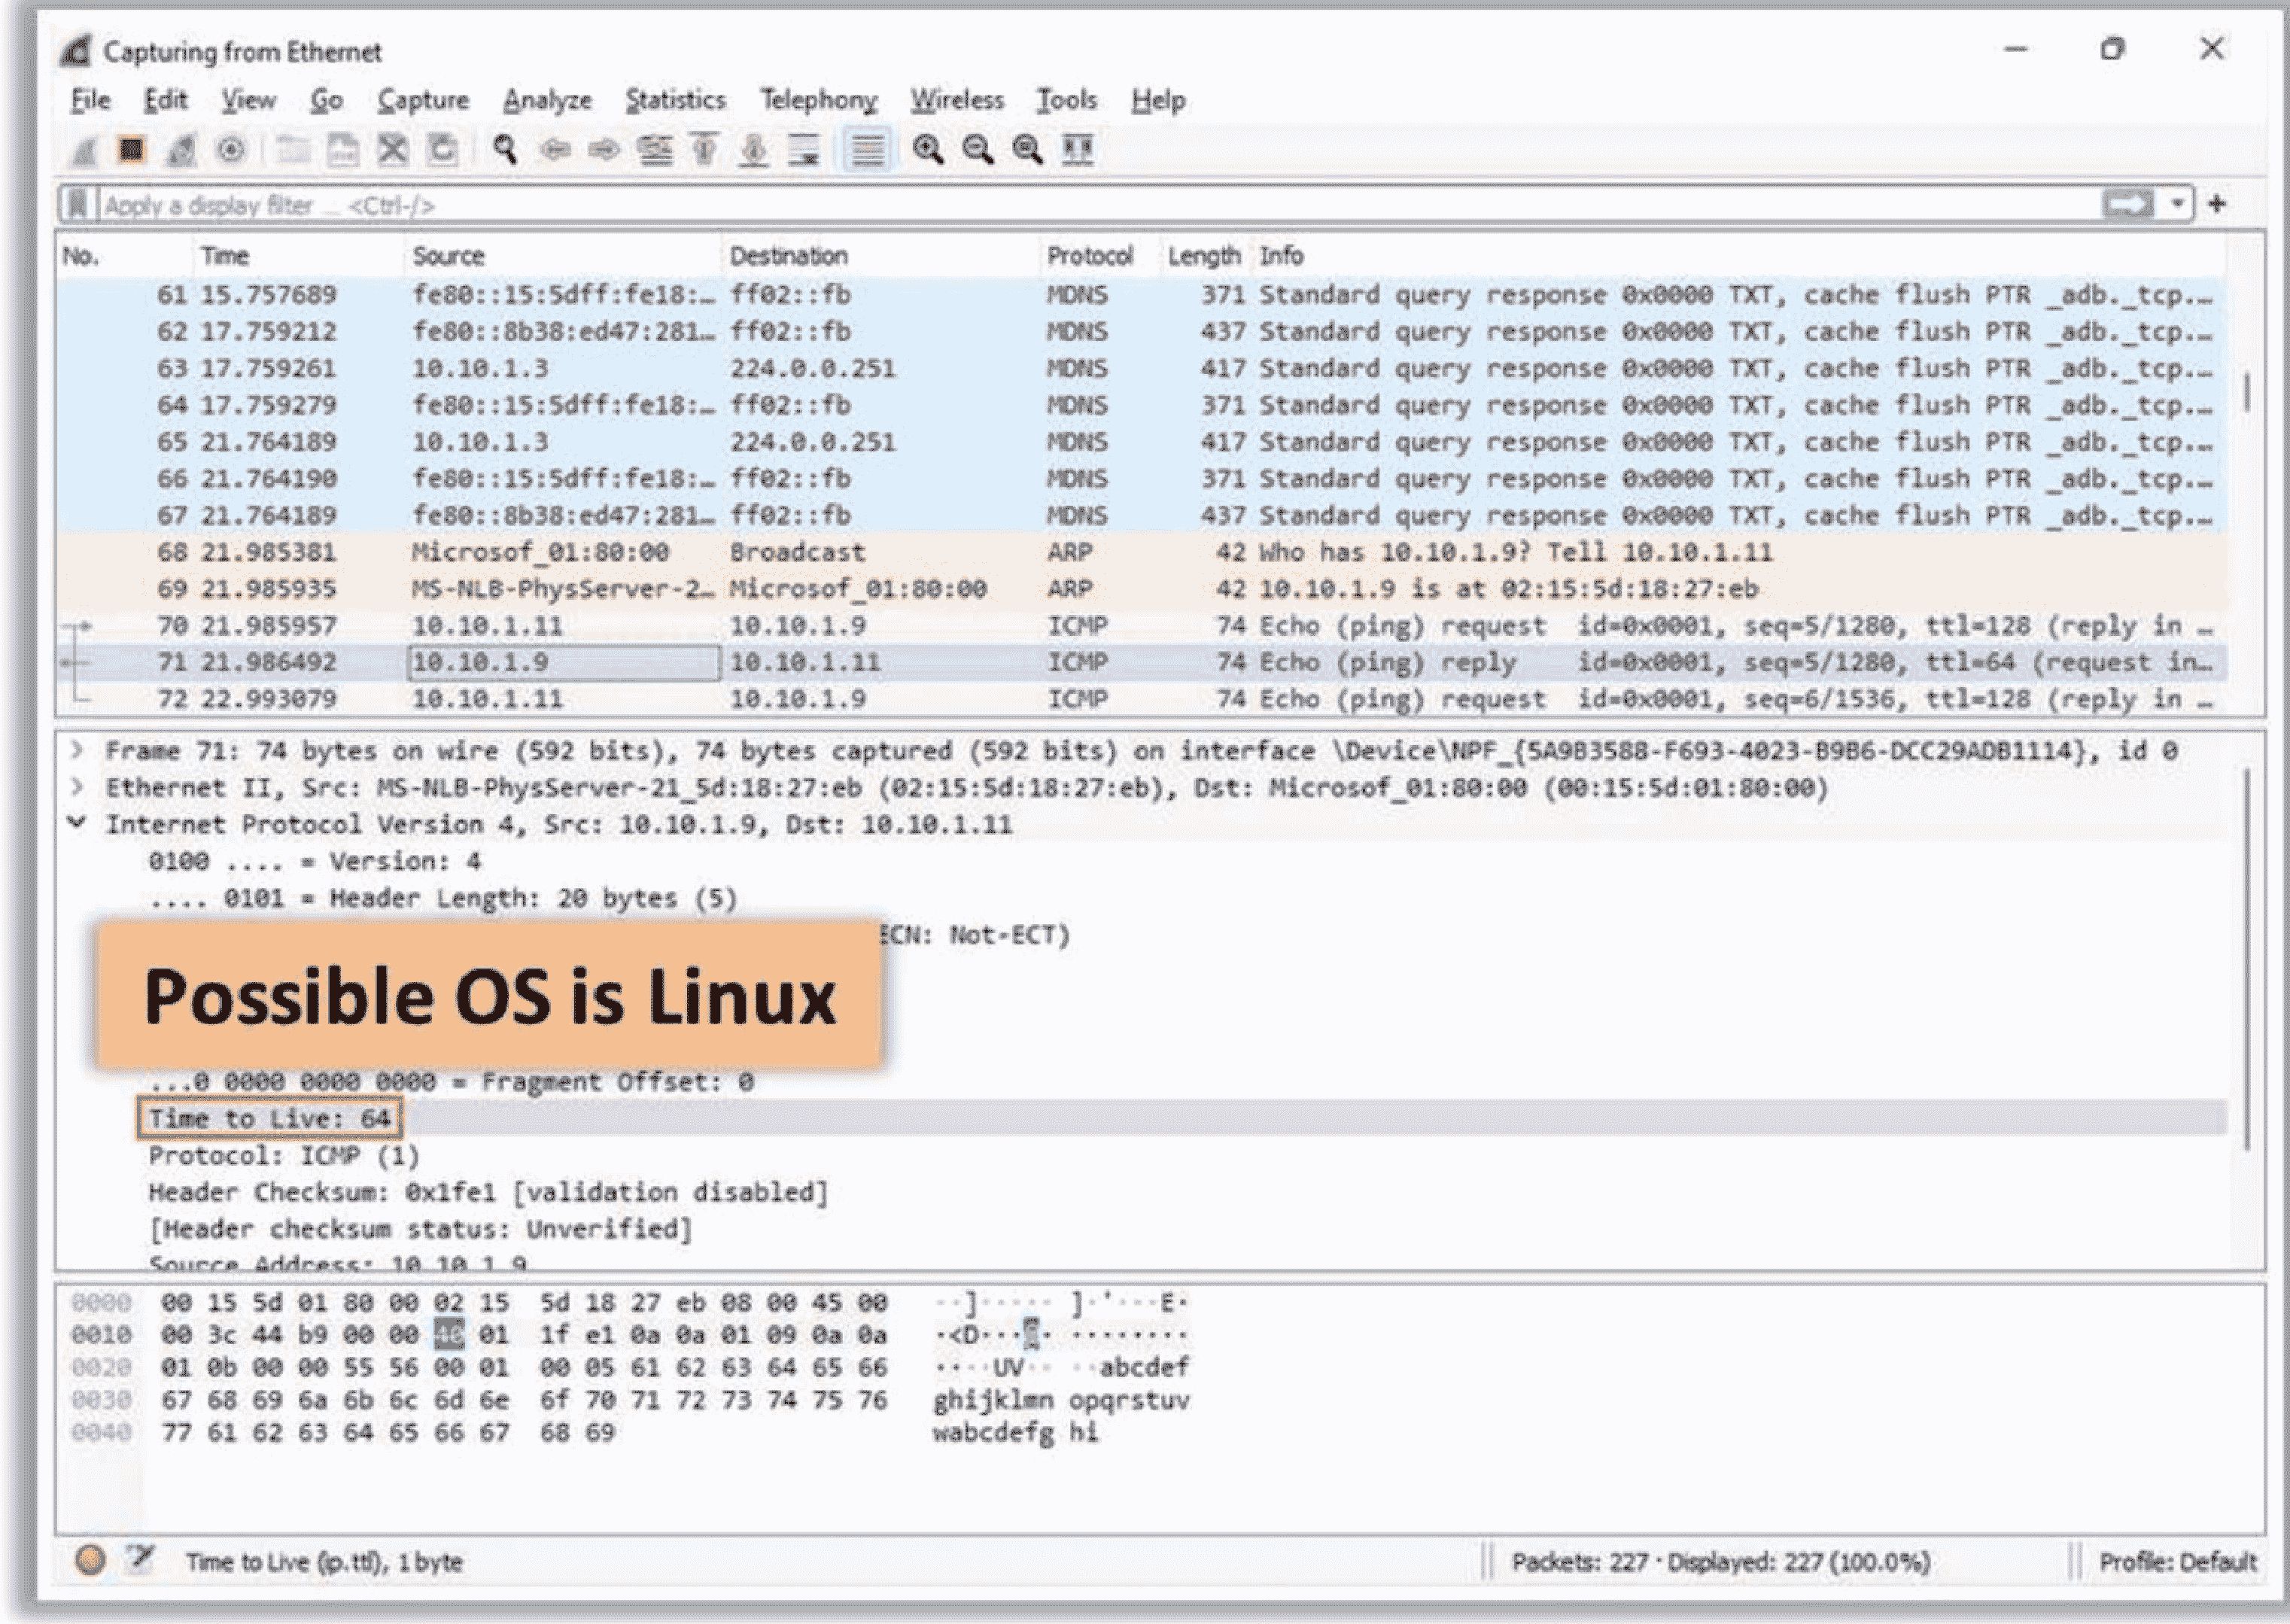 Capturing from Ethernet
File Edit View Go Capture Analyze Statistics Telephony Wireless Tools Help
Apply a display filter ... <Ctrl-/>
No. Time Source Destination Protocol Length Info
61 15.757689 fe80::15:5dff:fe18:… ff02::fb MDNS 371 Standard query response 0x0000 TXT, cache flush PTR _adb._tcp.…
62 17.759212 fe80::8b38:ed47:281… ff02::fb MDNS 437 Standard query response 0x0000 TXT, cache flush PTR _adb._tcp.…
63 17.759261 10.10.1.3 224.0.0.251 MDNS 417 Standard query response 0x0000 TXT, cache flush PTR _adb._tcp.…
64 17.759279 fe80::15:5dff:fe18:… ff02::fb MDNS 371 Standard query response 0x0000 TXT, cache flush PTR _adb._tcp.…
65 21.764189 10.10.1.3 224.0.0.251 MDNS 417 Standard query response 0x0000 TXT, cache flush PTR _adb._tcp.…
66 21.764190 fe80::15:5dff:fe18:… ff02::fb MDNS 371 Standard query response 0x0000 TXT, cache flush PTR _adb._tcp.…
67 21.764189 fe80::8b38:ed47:281… ff02::fb MDNS 437 Standard query response 0x0000 TXT, cache flush PTR _adb._tcp.…
68 21.985381 Microsof_01:80:00 Broadcast ARP 42 Who has 10.10.1.9? Tell 10.10.1.11
69 21.985935 MS-NLB-PhysServer-2… Microsof_01:80:00 ARP 42 10.10.1.9 is at 02:15:5d:18:27:eb
70 21.985957 10.10.1.11 10.10.1.9 ICMP 74 Echo (ping) request id=0x0001, seq=5/1280, ttl=128 (reply in …
71 21.986492 10.10.1.9 10.10.1.11 ICMP 74 Echo (ping) reply id=0x0001, seq=5/1280, ttl=64 (request in…
72 22.993079 10.10.1.11 10.10.1.9 ICMP 74 Echo (ping) request id=0x0001, seq=6/1536, ttl=128 (reply in …
Frame 71: 74 bytes on wire (592 bits), 74 bytes captured (592 bits) on interface \Device\NPF_{5A9B3588-F693-4023-B9B6-DCC29ADB1114}, id 0
Ethernet II, Src: MS-NLB-PhysServer-21_5d:18:27:eb (02:15:5d:18:27:eb), Dst: Microsof_01:80:00 (00:15:5d:01:80:00)
Internet Protocol Version 4, Src: 10.10.1.9, Dst: 10.10.1.11
0100 .... = Version: 4
.... 0101 = Header Length: 20 bytes (5)
ECN: Not-ECT)
Possible OS is Linux
...0 0000 0000 0000 = Fragment Offset: 0
Time to Live: 64
Protocol: ICMP (1)
Header Checksum: 0x1fe1 [validation disabled]
[Header checksum status: Unverified]
Source Address: 10.10.1.9
0000 00 15 5d 01 80 00 02 15 5d 18 27 eb 08 00 45 00 ··]····· ]·'···E·
0010 00 3c 44 b9 00 00 40 01 1f e1 0a 0a 01 09 0a 0a ·<D···@· ········
0020 01 0b 00 00 55 56 00 01 00 05 61 62 63 64 65 66 ····UV·· ··abcdef
0030 67 68 69 6a 6b 6c 6d 6e 6f 70 71 72 73 74 75 76 ghijklmn opqrstuv
0040 77 61 62 63 64 65 66 67 68 69 wabcdefg hi
Time to Live (ip.ttl), 1 byte
Packets: 227 · Displayed: 227 (100.0%)
Profile: Default